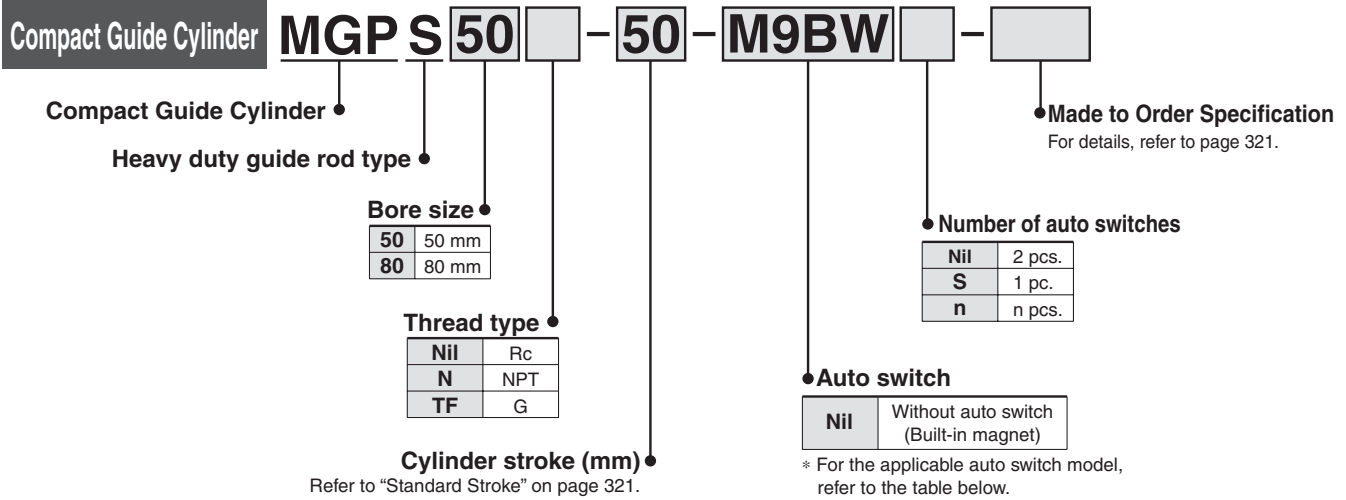 Compact Guide Cylinder MGP S 50 - 50 - M9BW -
Compact Guide Cylinder
Heavy duty guide rod type
Bore size
50 50 mm
80 80 mm
Thread type
Nil Rc
N NPT
TF G
Cylinder stroke (mm)
Refer to “Standard Stroke” on page 321.
Made to Order Specification
For details, refer to page 321.
Number of auto switches
Nil 2 pcs.
S 1 pc.
n n pcs.
Auto switch
Nil Without auto switch
(Built-in magnet)
∗ For the applicable auto switch model,
refer to the table below.